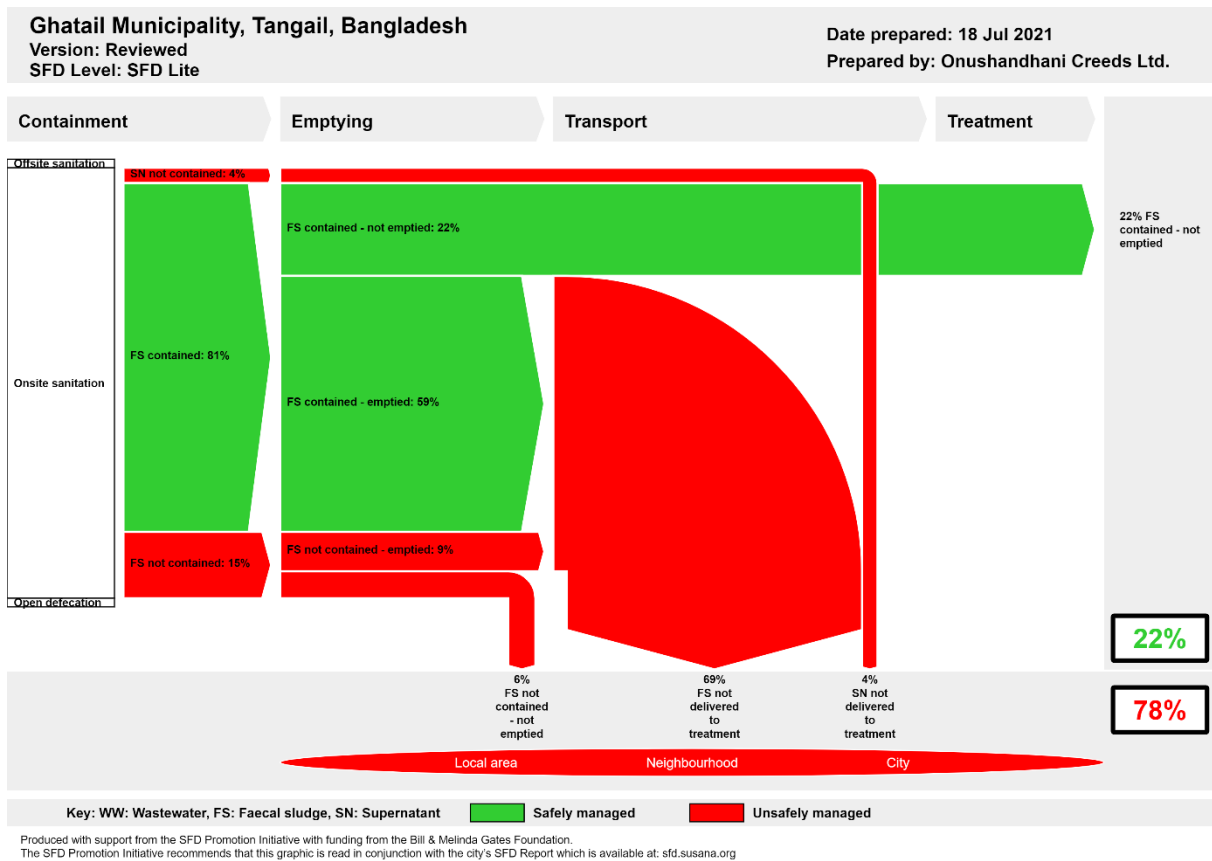 Ghatail Municipality, Tangail, Bangladesh
Version: Reviewed
SFD Level: SFD Lite
Date prepared: 18 Jul 2021
Prepared by: Onushandhani Creeds Ltd.
Containment
Emptying
Transport
Treatment
Offsite sanitation
SN not contained: 4%
FS contained - not emptied: 22%
22% FS
contained - not
emptied
FS contained: 81%
Onsite sanitation
FS contained - emptied: 59%
FS not contained - emptied: 9%
FS not contained: 15%
Open defecation
22%
6%
FS not
contained
- not
emptied
69%
FS not
delivered
to
treatment
4%
SN not
delivered
to
treatment
78%
Local area
Neighbourhood
City
Key: WW: Wastewater, FS: Faecal sludge, SN: Supernatant
Safely managed
Unsafely managed
Produced with support from the SFD Promotion Initiative with funding from the Bill & Melinda Gates Foundation.
The SFD Promotion Initiative recommends that this graphic is read in conjunction with the city's SFD Report which is available at: sfd.susana.org